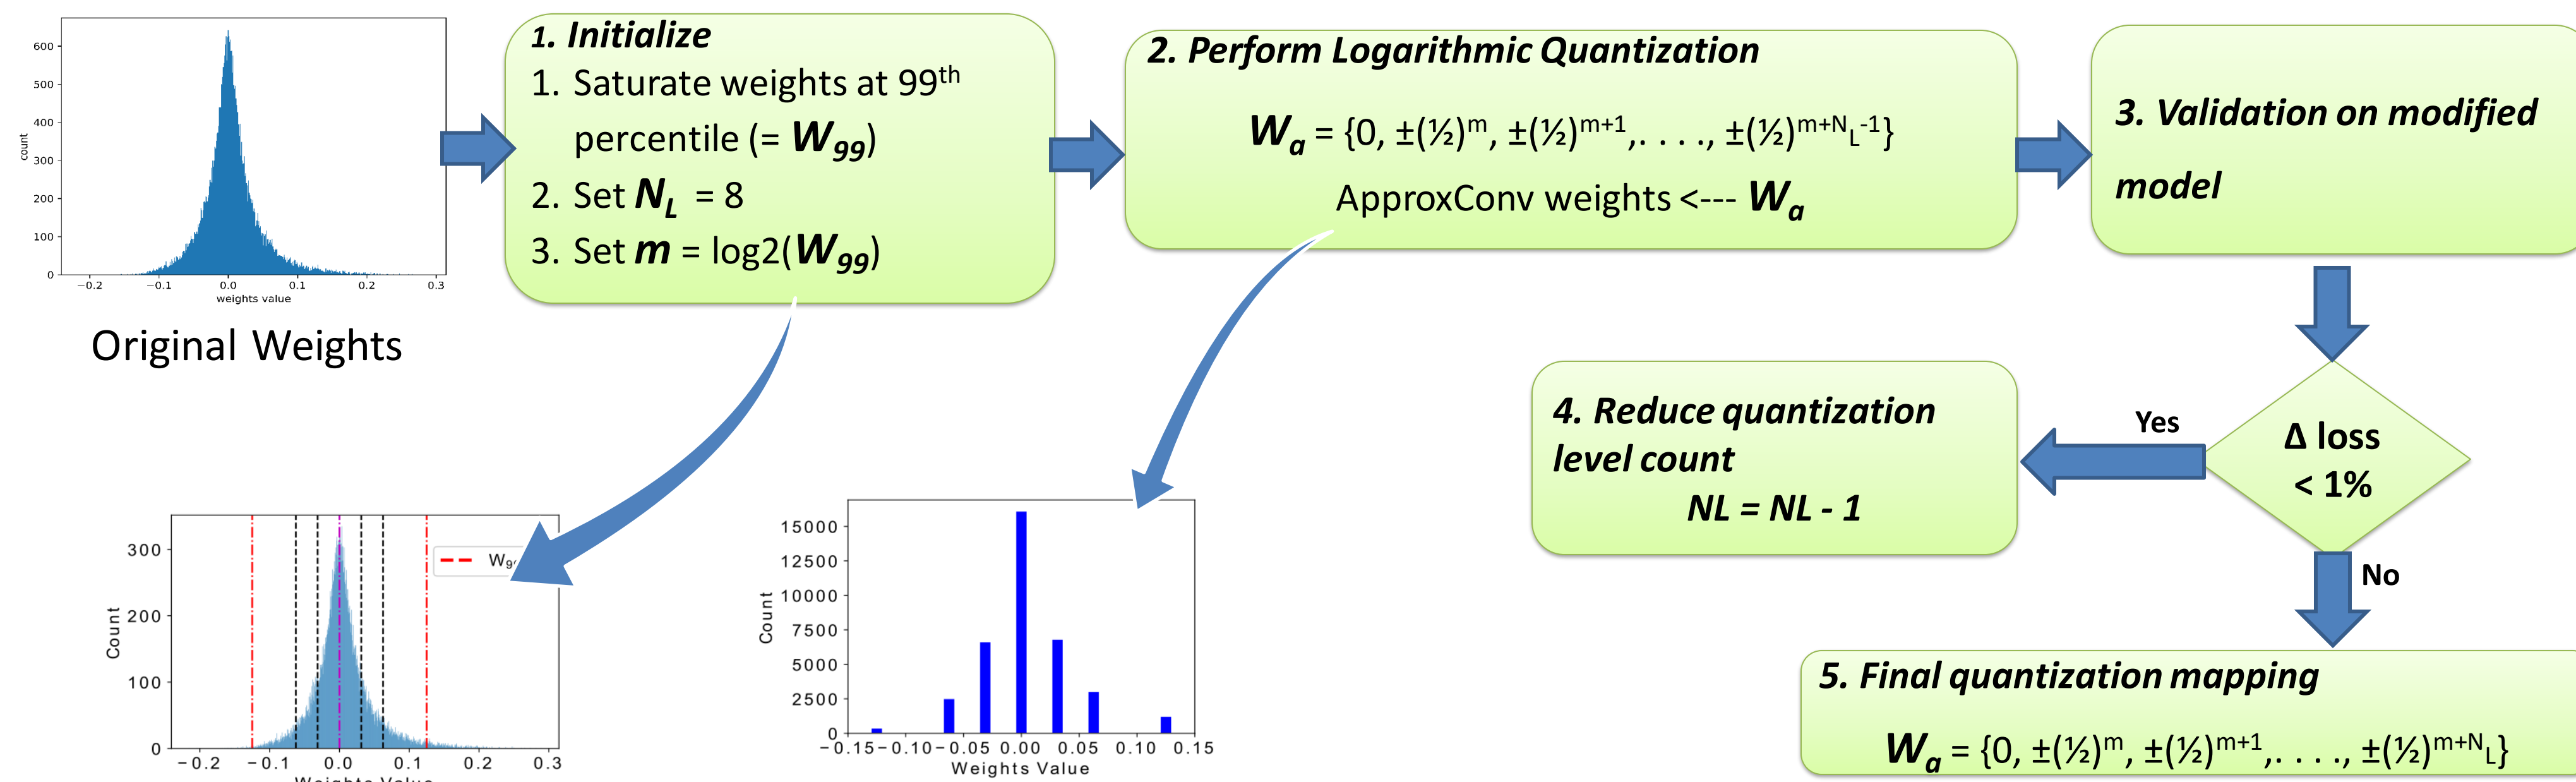 600
500
400
300
200
100
0
count
−0.2 −0.1 0.0 0.1 0.2 0.3
weights value
Original Weights
1. Initialize
1. Saturate weights at 99th
percentile (= W99)
2. Set NL = 8
3. Set m = log2(W99)
2. Perform Logarithmic Quantization
Wa = {0, ±(½)m, ±(½)m+1,. . . ., ±(½)m+NL-1}
ApproxConv weights <--- Wa
3. Validation on modified
model
Δ loss
< 1%
Yes
No
4. Reduce quantization
level count
NL = NL - 1
5. Final quantization mapping
Wa = {0, ±(½)m, ±(½)m+1,. . . ., ±(½)m+NL}
300
200
100
0
Count
−0.2 −0.1 0.0 0.1 0.2 0.3
Weights Value
15000
12500
10000
7500
5000
2500
0
Count
−0.15 −0.10 −0.05 0.00 0.05 0.10 0.15
Weights Value